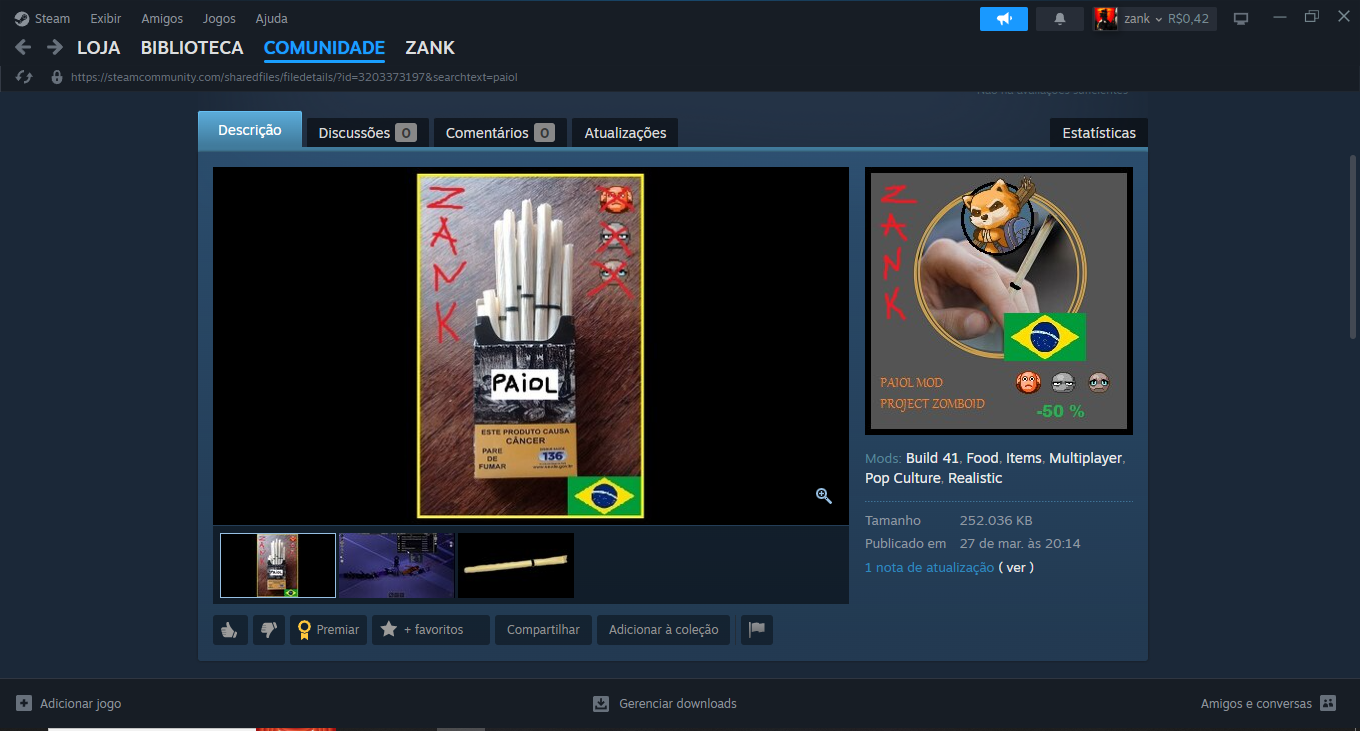 Steam Exibir Amigos Jogos Ajuda
zank R$0,42
LOJA BIBLIOTECA COMUNIDADE ZANK
https://steamcommunity.com/sharedfiles/filedetails/?id=3203373197&searchtext=paiol
Descrição Discussões 0 Comentários 0 Atualizações Estatísticas
ZANK
PAiOL
ESTE PRODUTO CAUSA
CÂNCER
PARE
DE
FUMAR
136
ZANK
PAIOL MOD
PROJECT ZOMBOID
-50 %
Mods: Build 41, Food, Items, Multiplayer,
Pop Culture, Realistic
Tamanho 252.036 KB
Publicado em 27 de mar. às 20:14
1 nota de atualização ( ver )
Premiar + favoritos Compartilhar Adicionar à coleção
Adicionar jogo Gerenciar downloads Amigos e conversas